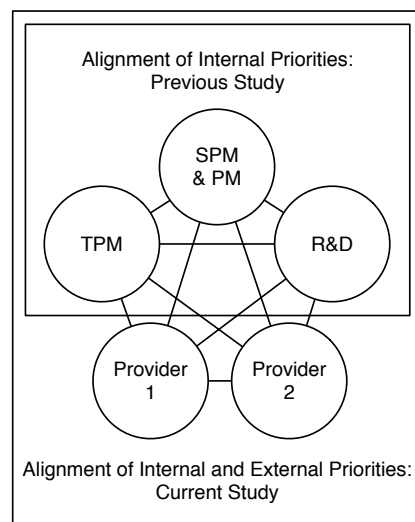 Alignment of Internal Priorities:
Previous Study
SPM
& PM
TPM
R&D
Provider
1
Provider
2
Alignment of Internal and External Priorities:
Current Study